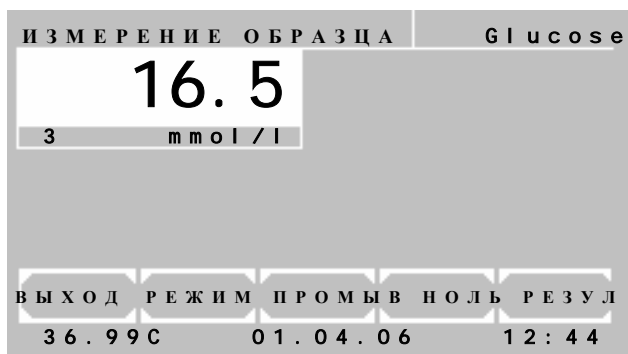 ИЗМЕРЕНИЕ ОБРАЗЦА Glucose
16.5
3 mmol/l
ВЫХОД РЕЖИМ ПРОМЫВ НОЛЬ РЕЗУЛ
36.99C 01.04.06 12:44